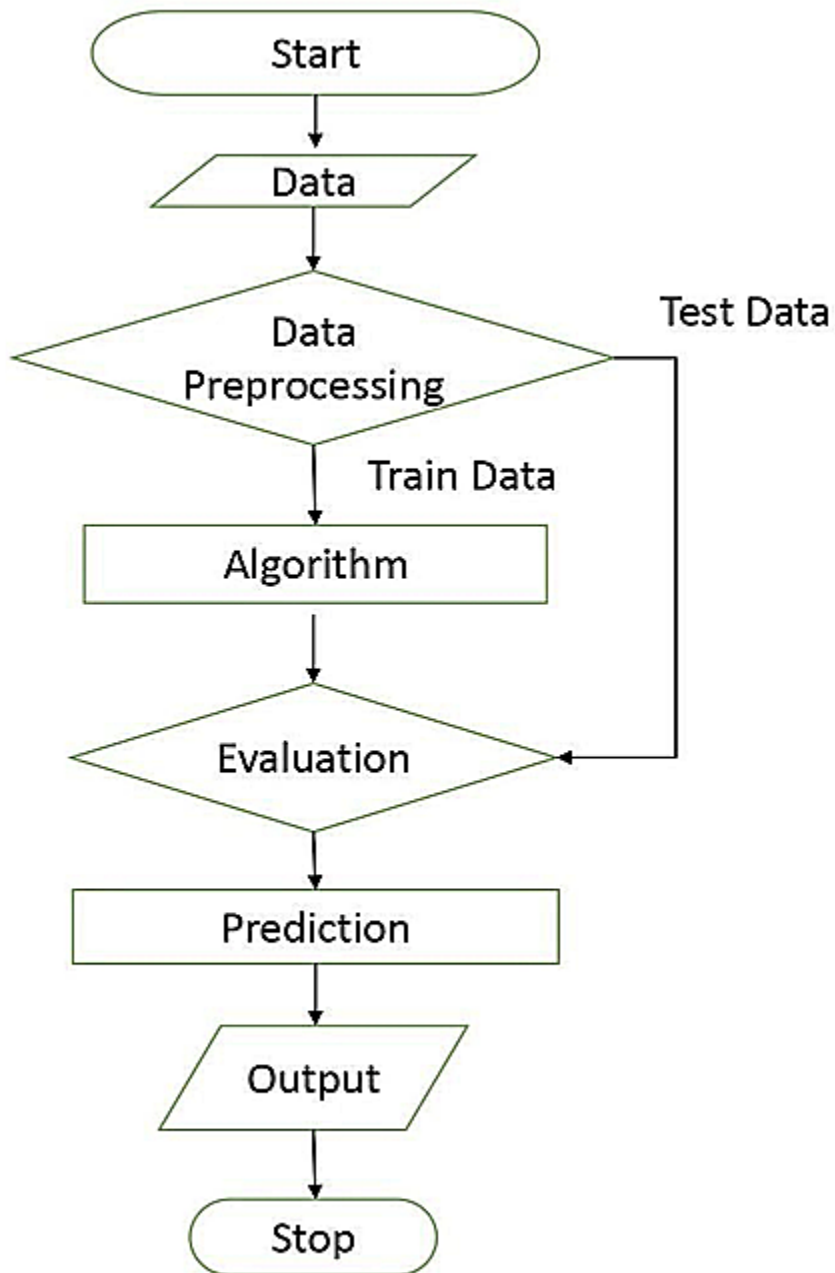 Start
Data
Data
Preprocessing
Test Data
Train Data
Algorithm
Evaluation
Prediction
Output
Stop